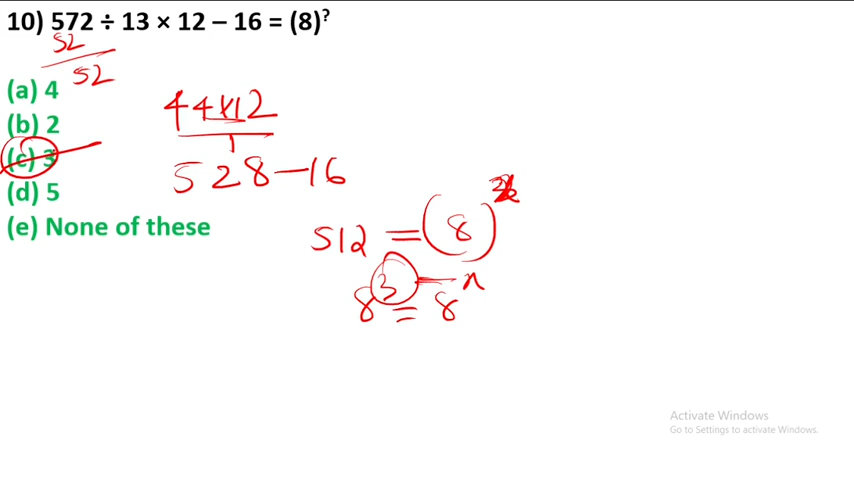 10) 572 ÷ 13 × 12 – 16 = (8)?
52
52
(a) 4
(b) 2
(c) 3
(d) 5
(e) None of these
44×12
528–16
512 = (8)
8³ = 8ˣ
Activate Windows
Go to Settings to activate Windows.